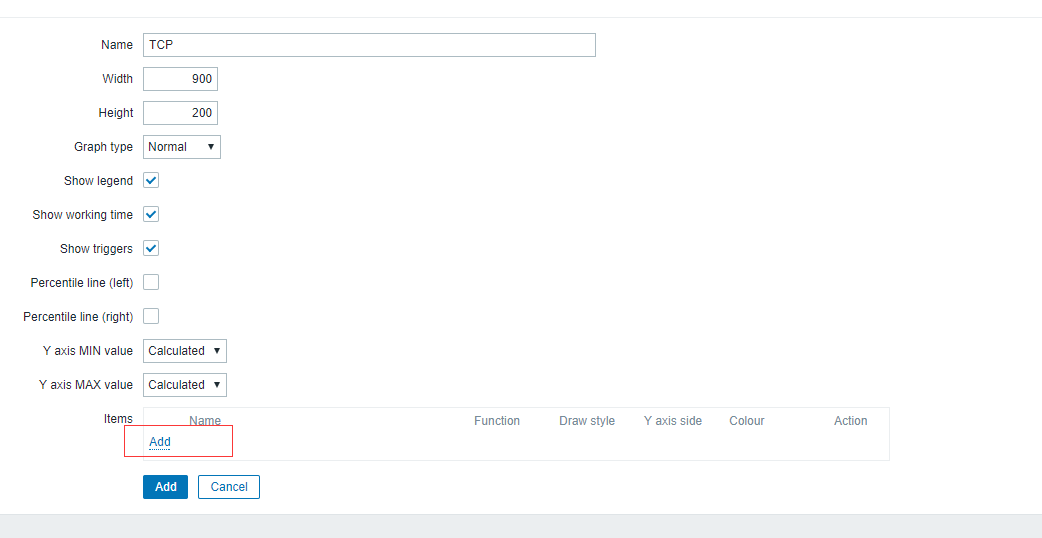 Name TCP
Width 900
Height 200
Graph type Normal
Show legend
Show working time
Show triggers
Percentile line (left)
Percentile line (right)
Y axis MIN value Calculated
Y axis MAX value Calculated
Items Name Function Draw style Y axis side Colour Action
Add
Add Cancel